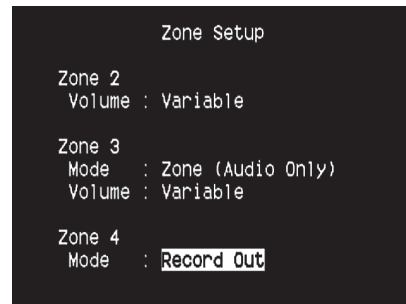 Zone Setup
Zone 2
Volume : Variable
Zone 3
Mode : Zone (Audio Only)
Volume : Variable
Zone 4
Mode : Record Out